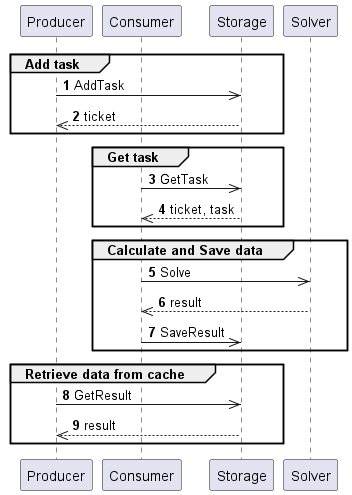 Producer Consumer Storage Solver
Add task
1 AddTask
2 ticket
Get task
3 GetTask
4 ticket, task
Calculate and Save data
5 Solve
6 result
7 SaveResult
Retrieve data from cache
8 GetResult
9 result
Producer Consumer Storage Solver